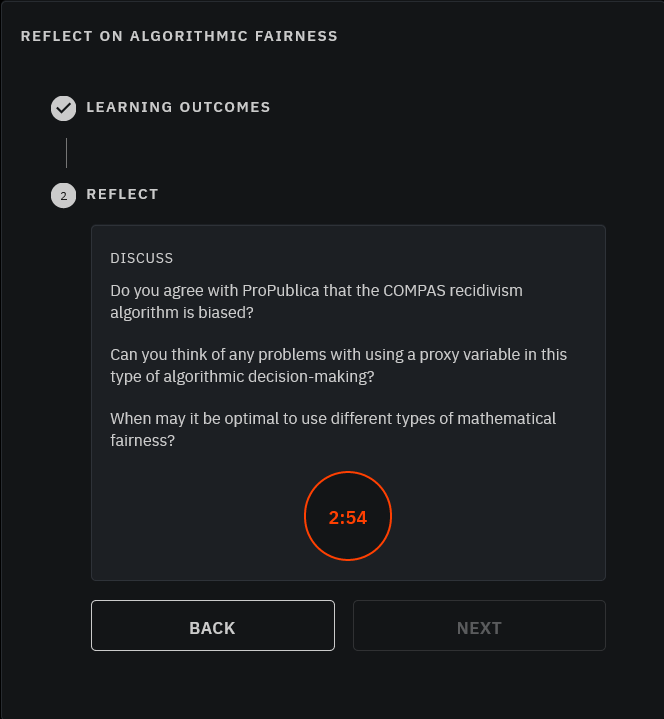 REFLECT ON ALGORITHMIC FAIRNESS
LEARNING OUTCOMES
2 REFLECT
DISCUSS
Do you agree with ProPublica that the COMPAS recidivism
algorithm is biased?
Can you think of any problems with using a proxy variable in this
type of algorithmic decision-making?
When may it be optimal to use different types of mathematical
fairness?
2:54
BACK
NEXT